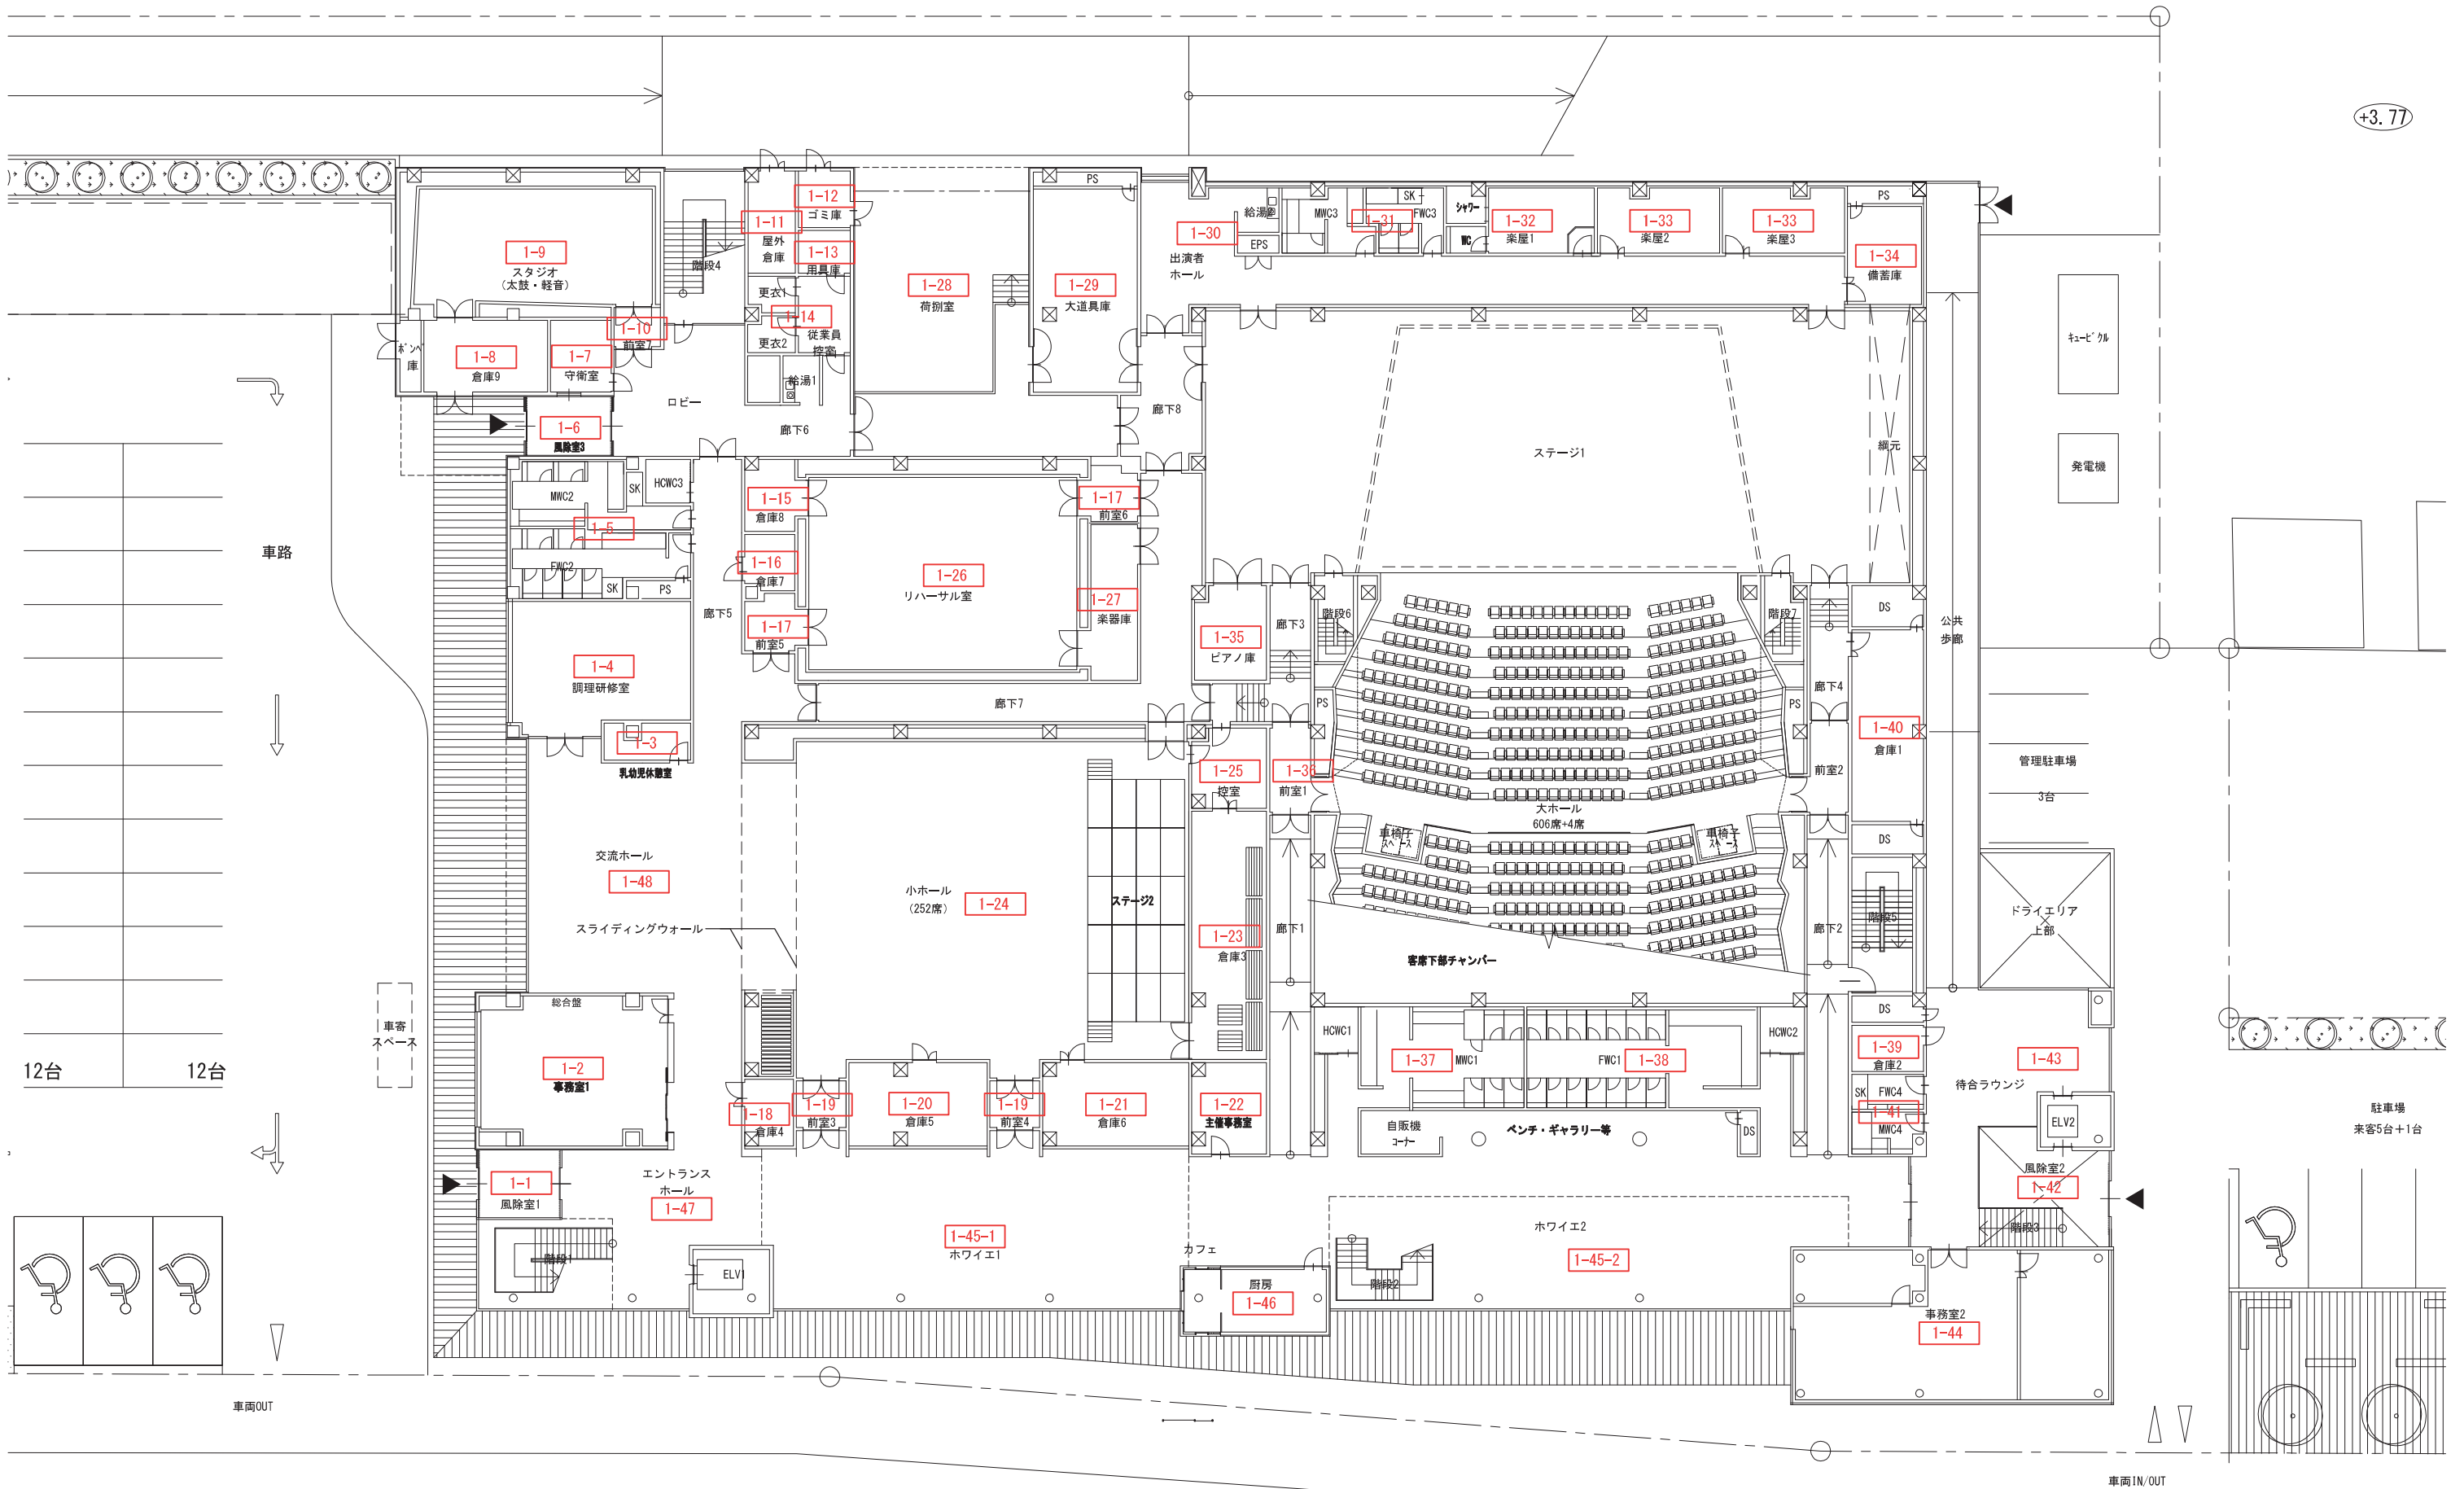 +3.77
1-12
ゴミ庫
1-11
屋外
倉庫
1-13
用具庫
1-9
スタジオ
(太鼓・軽音)
階段4
更衣1
1-14
従業員
控室
更衣2
給湯1
1-28
荷捌室
PS
1-29
大道具庫
1-30
出演者
ホール
給湯2
EPS
MWC3
1-31
SK
FWC3
シャワー
WC
1-32
楽屋1
1-33
楽屋2
1-33
楽屋3
PS
1-34
備蓄庫
キュービクル
発電機
ボンベ
庫
1-8
倉庫9
1-7
守衛室
1-10
前室7
1-6
風除室3
ロビー
廊下6
廊下8
ステージ1
綱元
車路
MWC2
SK
HCWC3
1-5
FWC2
SK
PS
廊下5
1-15
倉庫8
1-16
倉庫7
1-17
前室5
1-26
リハーサル室
1-17
前室6
1-27
楽器庫
1-4
調理研修室
1-3
乳幼児休憩室
廊下7
1-35
ピアノ庫
廊下3
階段6
階段7
PS
PS
DS
廊下4
公共
歩廊
1-40
倉庫1
前室2
管理駐車場
3台
1-25
控室
1-36
前室1
大ホール
606席+4席
車椅子
スペース
車椅子
スペース
DS
交流ホール
1-48
小ホール
(252席)
1-24
ステージ2
スライディングウォール
1-23
倉庫3
廊下1
客席下部チャンバー
廊下2
階段5
ドライエリア
上部
車寄
スペース
総合盤
1-2
事務室1
12台
12台
HCWC1
1-37
MWC1
FWC1
1-38
HCWC2
DS
1-39
倉庫2
SK
FWC4
1-41
MWC4
1-43
待合ラウンジ
ELV2
駐車場
来客5台+1台
1-18
倉庫4
1-19
前室3
1-20
倉庫5
1-19
前室4
1-21
倉庫6
1-22
主催事務室
自販機
コーナー
ベンチ・ギャラリー等
DS
1-1
風除室1
エントランス
ホール
1-47
階段1
ELV1
1-45-1
ホワイエ1
カフェ
厨房
1-46
階段2
ホワイエ2
1-45-2
風除室2
1-42
階段3
事務室2
1-44
車両OUT
車両IN/OUT